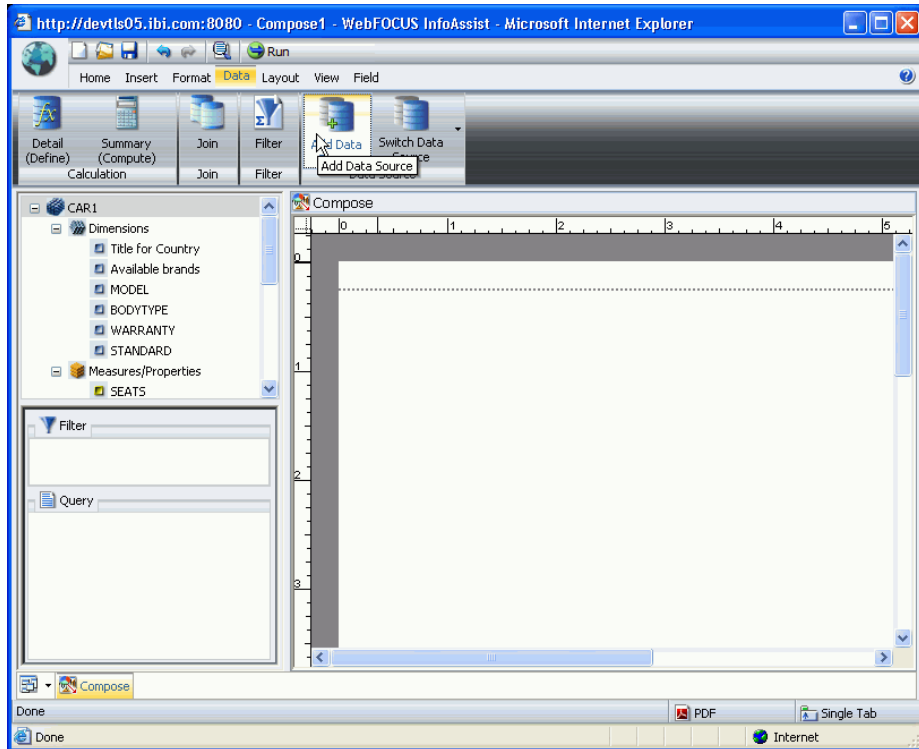 http://devtls05.ibi.com:8080 - Compose1 - WebFOCUS InfoAssist - Microsoft Internet Explorer
Run
Home Insert Format Data Layout View Field
Detail (Define)
Summary (Compute)
Join
Filter
Add Data
Switch Data
Add Data Source
Calculation Join Filter Data Source
CAR1
Compose
Dimensions
0 1 2 3 4 5
Title for Country
Available brands
MODEL
BODYTYPE
WARRANTY
STANDARD
Measures/Properties
SEATS
0
1
2
3
Filter
Query
Compose
Done PDF Single Tab
Done Internet